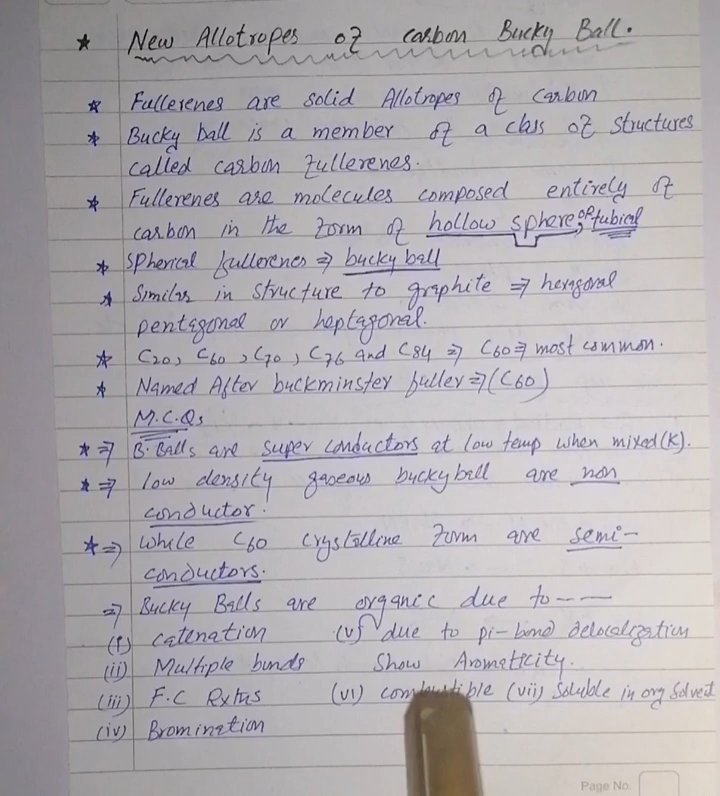 * New Allotropes of carbon Bucky Ball.
* Fullerenes are solid Allotropes of Carbon
* Bucky ball is a member of a class of structures
called carbon fullerenes.
* Fullerenes are molecules composed entirely of
carbon in the form of hollow sphere, or tubical
* Spherical fullerenes ⇒ bucky ball
* Similar in structure to graphite ⇒ hexagonal
pentagonal or heptagonal.
* C20, C60, C70, C76 and C84 ⇒ C60 ⇒ most common.
* Named After buckminster fuller ⇒ (C60)
M.C.Qs
* ⇒ B. Balls are super conductors at low temp when mixed (K).
* ⇒ low density gaseous bucky ball are non
conductor.
* ⇒ while C60 crystalline form are semi-
conductors.
⇒ Bucky Balls are organic due to ---
(i) catenation (v) due to pi-bond delocalization
(ii) Multiple bonds Show Aromaticity.
(iii) F.C Rxtns (vi) combustible (vii) Soluble in org Solvent
(iv) Bromination
Page No.